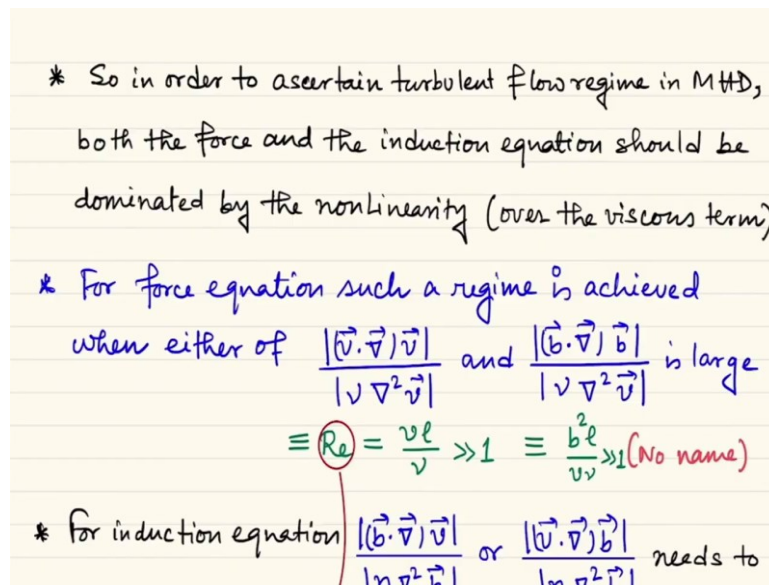 * So in order to ascertain turbulent flow regime in MHD,
both the force and the induction equation should be
dominated by the nonlinearity (over the viscous term)
* For force equation such a regime is achieved
when either of |(v⃗.∇⃗)v⃗| / |ν∇²v⃗| and |(b⃗.∇⃗)b⃗| / |ν∇²v⃗| is large
≡ Re = vℓ/ν >>1 ≡ b²ℓ/vν >>1 (No name)
* For induction equation |(b⃗.∇⃗)v⃗| / |η∇²b⃗| or |(v⃗.∇⃗)b⃗| / |η∇²b⃗| needs to